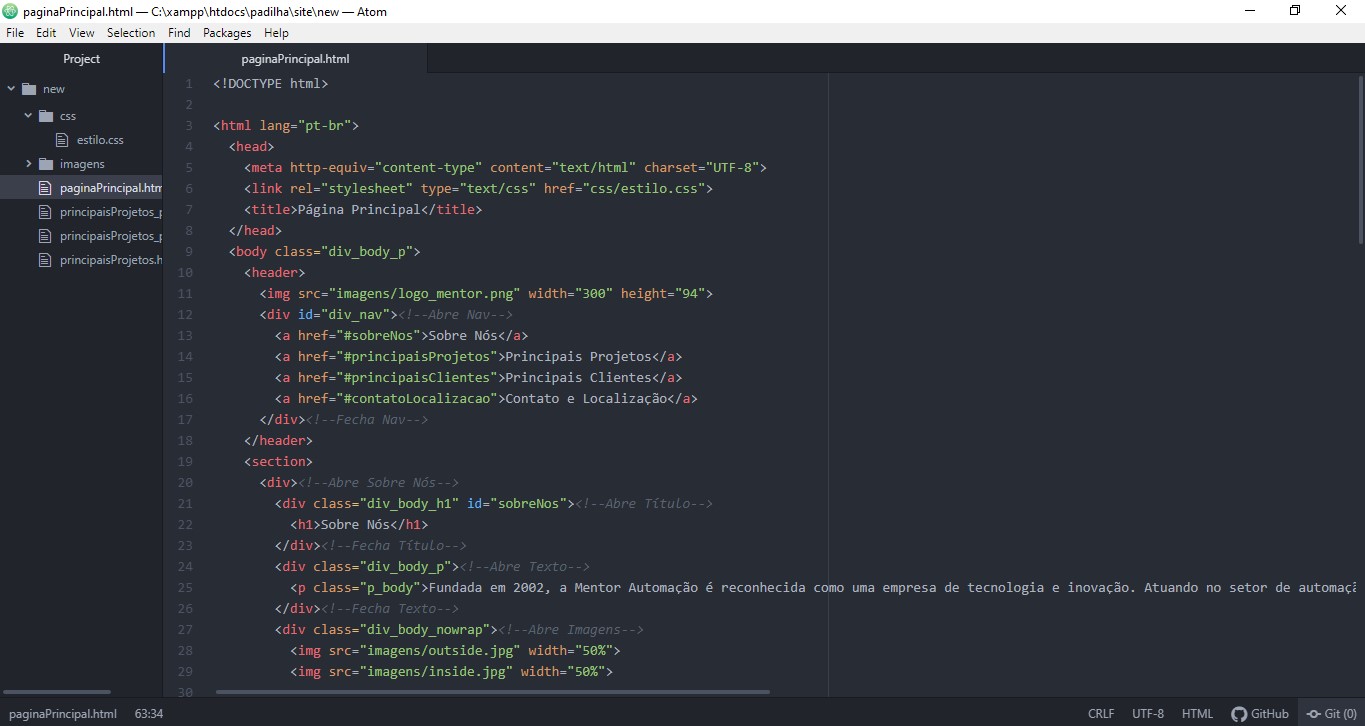 paginaPrincipal.html — C:\xampp\htdocs\padilha\site\new — Atom
File Edit View Selection Find Packages Help
Project
paginaPrincipal.html
new
css
estilo.css
imagens
paginaPrincipal.htm
principaisProjetos_p
principaisProjetos_p
principaisProjetos.h
1 <!DOCTYPE html>
2
3 <html lang="pt-br">
4 <head>
5 <meta http-equiv="content-type" content="text/html" charset="UTF-8">
6 <link rel="stylesheet" type="text/css" href="css/estilo.css">
7 <title>Página Principal</title>
8 </head>
9 <body class="div_body_p">
10 <header>
11 <img src="imagens/logo_mentor.png" width="300" height="94">
12 <div id="div_nav"><!--Abre Nav-->
13 <a href="#sobreNos">Sobre Nós</a>
14 <a href="#principaisProjetos">Principais Projetos</a>
15 <a href="#principaisClientes">Principais Clientes</a>
16 <a href="#contatoLocalizacao">Contato e Localização</a>
17 </div><!--Fecha Nav-->
18 </header>
19 <section>
20 <div><!--Abre Sobre Nós-->
21 <div class="div_body_h1" id="sobreNos"><!--Abre Título-->
22 <h1>Sobre Nós</h1>
23 </div><!--Fecha Título-->
24 <div class="div_body_p"><!--Abre Texto-->
25 <p class="p_body">Fundada em 2002, a Mentor Automação é reconhecida como uma empresa de tecnologia e inovação. Atuando no setor de automaçã
26 </div><!--Fecha Texto-->
27 <div class="div_body_nowrap"><!--Abre Imagens-->
28 <img src="imagens/outside.jpg" width="50%">
29 <img src="imagens/inside.jpg" width="50%">
30
paginaPrincipal.html 63:34 CRLF UTF-8 HTML GitHub Git (0)